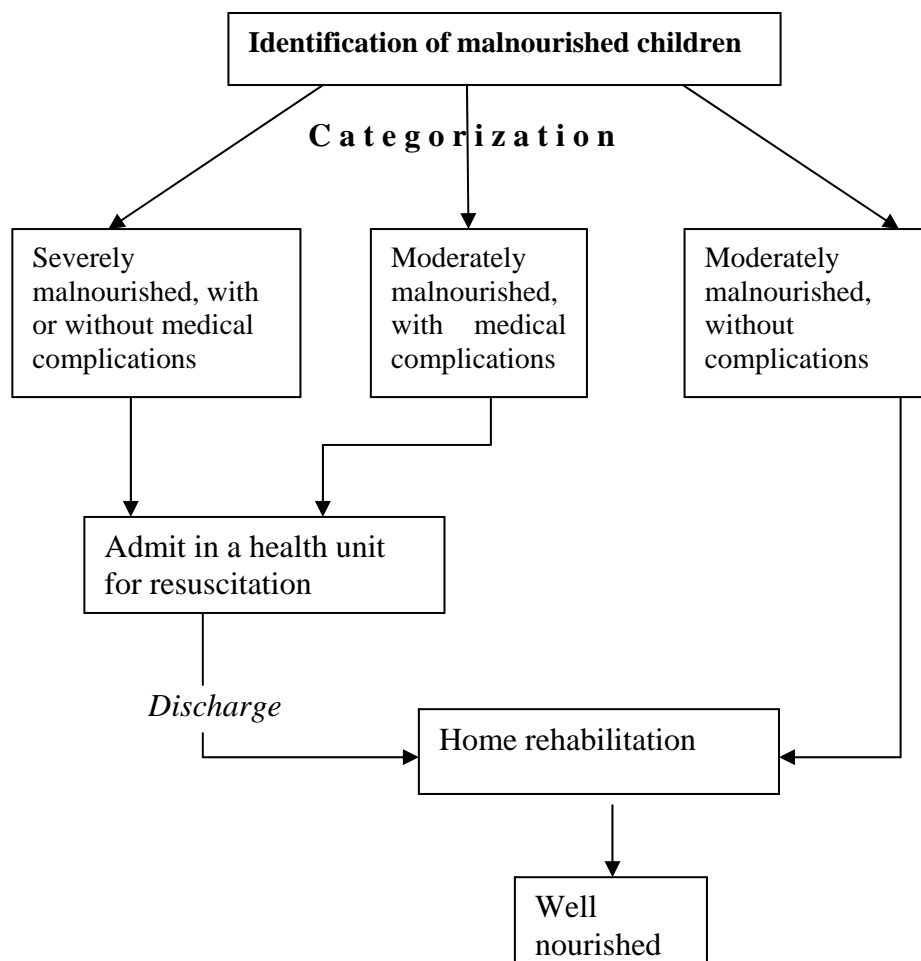 Identification of malnourished children
Categorization
Severely
malnourished, with
or without medical
complications
Moderately
malnourished,
with medical
complications
Moderately
malnourished,
without
complications
Admit in a health unit
for resuscitation
Discharge
Home rehabilitation
Well
nourished